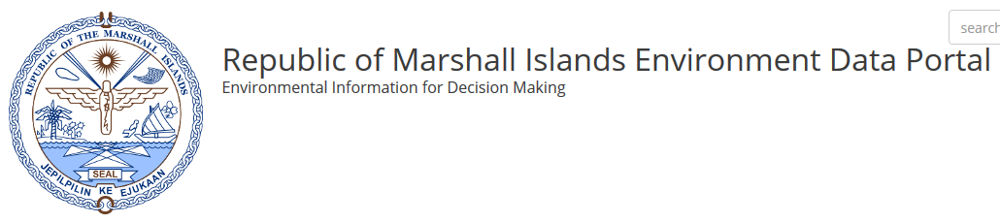 REPUBLIC OF THE MARSHALL ISLANDS
SEAL
JEPILPILIN KE EJUKAAN
Republic of Marshall Islands Environment Data Portal
Environmental Information for Decision Making
search